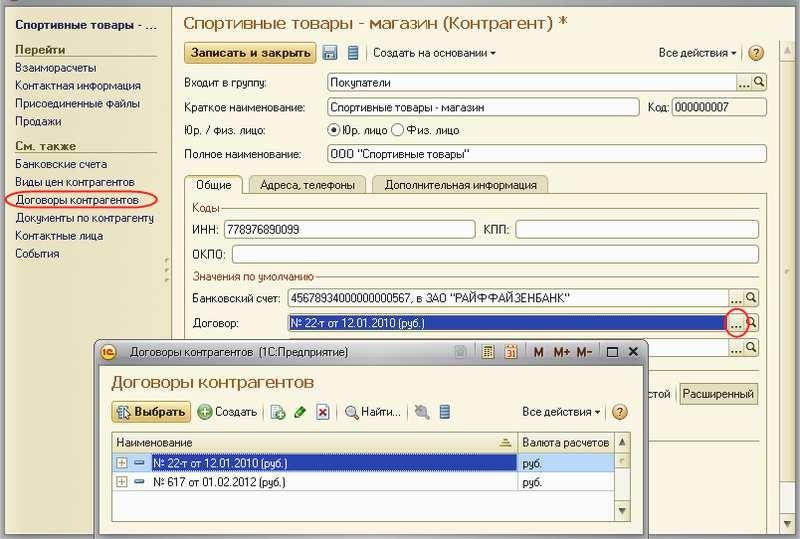 Спортивные товары - ...
Перейти
Взаиморасчеты
Контактная информация
Присоединенные файлы
Продажи
См. также
Банковские счета
Виды цен контрагентов
Договоры контрагентов
Документы по контрагенту
Контактные лица
События
Спортивные товары - магазин (Контрагент) *
Записать и закрыть Создать на основании Все действия ?
Входит в группу: Покупатели ...
Краткое наименование: Спортивные товары - магазин Код: 000000007
Юр. / физ. лицо: Юр. лицо Физ. лицо
Полное наименование: ООО "Спортивные товары"
Общие Адреса, телефоны Дополнительная информация
Коды
ИНН: 778976890099 КПП:
ОКПО:
Значения по умолчанию
Банковский счет: 45678934000000000567, в ЗАО "РАЙФФАЙЗЕНБАНК" ...
Договор: № 22-т от 12.01.2010 (руб.) ...
...
стой Расширенный
1С Договоры контрагентов (1С:Предприятие) 31 M M+ M-
Договоры контрагентов
Выбрать Создать Найти... Все действия ?
Наименование Валюта расчетов
№ 22-т от 12.01.2010 (руб.) руб.
№ 617 от 01.02.2012 (руб.) руб.